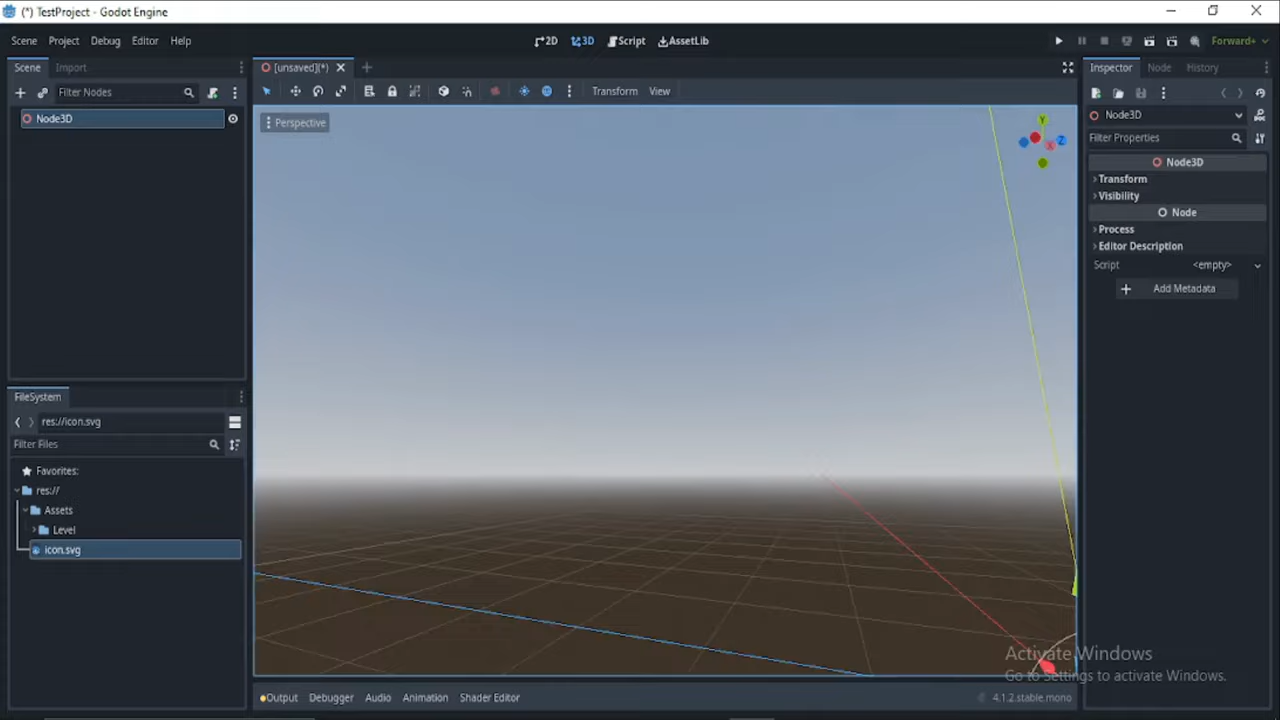 (*) TestProject - Godot Engine
Scene Project Debug Editor Help
2D 3D Script AssetLib
Forward+
Scene Import
Filter Nodes
Node3D
[unsaved](*)
Transform View
Perspective
Y
Z
X
FileSystem
res://icon.svg
Filter Files
Favorites:
res://
Assets
Level
icon.svg
Inspector Node History
Node3D
Filter Properties
Node3D
Transform
Visibility
Node
Process
Editor Description
Script <empty>
Add Metadata
Activate Windows
Go to Settings to activate Windows.
Output Debugger Audio Animation Shader Editor
4.1.2.stable.mono